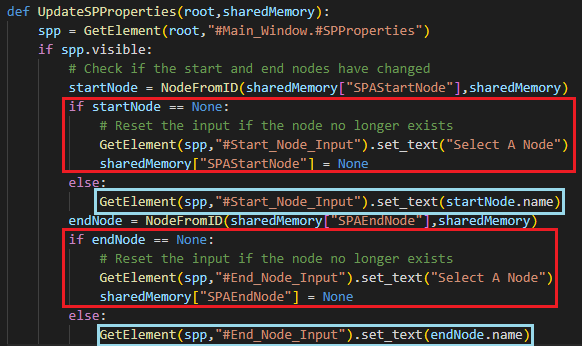 def UpdateSPProperties(root,sharedMemory):
    spp = GetElement(root,"#Main_Window.#SPProperties")
    if spp.visible:
        # Check if the start and end nodes have changed
        startNode = NodeFromID(sharedMemory["SPAStartNode"],sharedMemory)
        if startNode == None:
            # Reset the input if the node no longer exists
            GetElement(spp,"#Start_Node_Input").set_text("Select A Node")
            sharedMemory["SPAStartNode"] = None
        else:
            GetElement(spp,"#Start_Node_Input").set_text(startNode.name)
        endNode = NodeFromID(sharedMemory["SPAEndNode"],sharedMemory)
        if endNode == None:
            # Reset the input if the node no longer exists
            GetElement(spp,"#End_Node_Input").set_text("Select A Node")
            sharedMemory["SPAEndNode"] = None
        else:
            GetElement(spp,"#End_Node_Input").set_text(endNode.name)